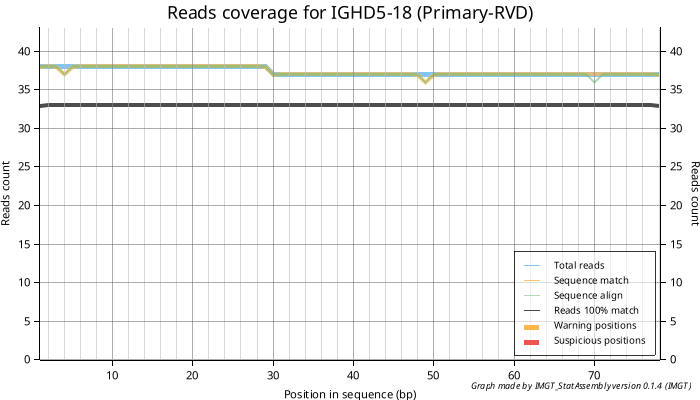 Reads coverage for IGHD5-18 (Primary-RVD)
40
35
30
25
20
15
10
5
0
Reads count
40
35
30
25
20
15
10
5
0
Reads count
10
20
30
40
50
60
70
Position in sequence (bp)
Total reads
Sequence match
Sequence align
Reads 100% match
Warning positions
Suspicious positions
Graph made by IMGT_StatAssembly version 0.1.4 (IMGT)